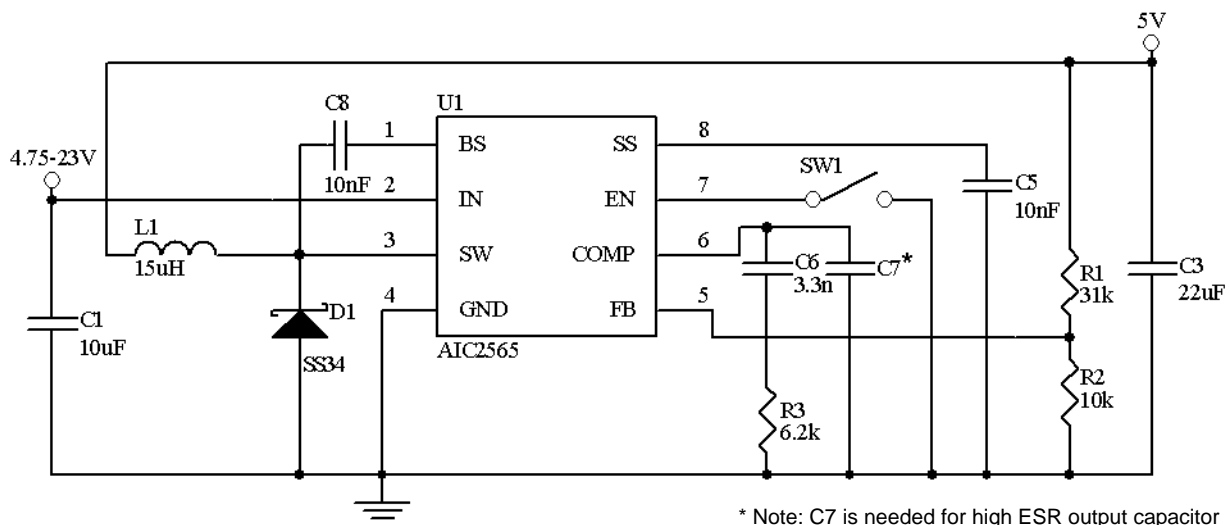 5V
C8
10nF
U1
1
BS
SS
8
4.75-23V
2
IN
EN
7
SW1
C5
10nF
L1
15uH
3
SW
COMP
6
C6
3.3n
C7*
R1
31k
C3
22uF
4
GND
FB
5
C1
10uF
D1
SS34
AIC2565
R2
10k
R3
6.2k
* Note: C7 is needed for high ESR output capacitor